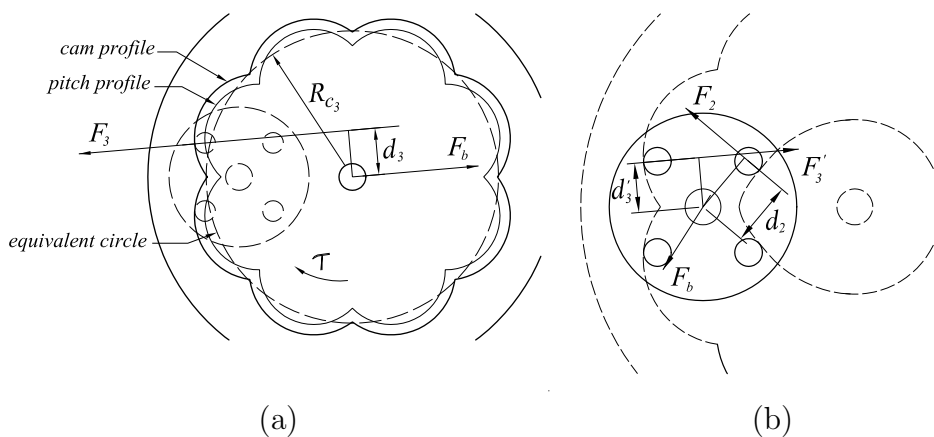 cam profile
pitch profile
R_{c_3}
F_3
d_3
F_b
equivalent circle
τ
(a)
F_2
F_3'
d_3'
d_2
F_b
(b)